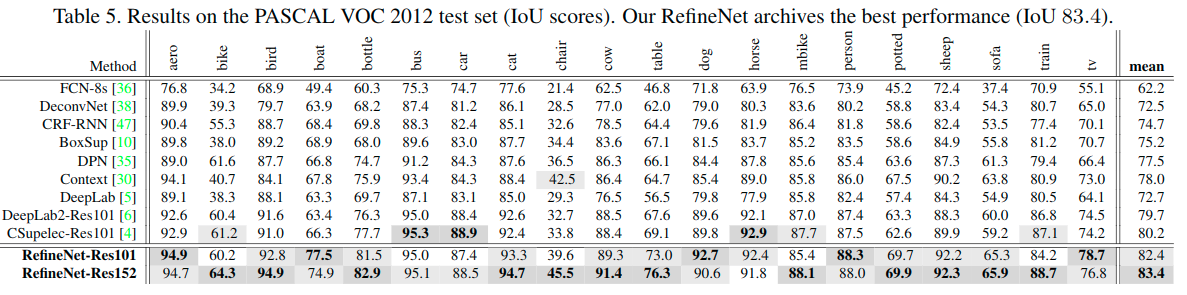 Table 5. Results on the PASCAL VOC 2012 test set (IoU scores). Our RefineNet archives the best performance (IoU 83.4).
Method aero bike bird boat bottle bus car cat chair cow table dog horse mbike person potted sheep sofa train tv mean
FCN-8s [36] 76.8 34.2 68.9 49.4 60.3 75.3 74.7 77.6 21.4 62.5 46.8 71.8 63.9 76.5 73.9 45.2 72.4 37.4 70.9 55.1 62.2
DeconvNet [38] 89.9 39.3 79.7 63.9 68.2 87.4 81.2 86.1 28.5 77.0 62.0 79.0 80.3 83.6 80.2 58.8 83.4 54.3 80.7 65.0 72.5
CRF-RNN [47] 90.4 55.3 88.7 68.4 69.8 88.3 82.4 85.1 32.6 78.5 64.4 79.6 81.9 86.4 81.8 58.6 82.4 53.5 77.4 70.1 74.7
BoxSup [10] 89.8 38.0 89.2 68.9 68.0 89.6 83.0 87.7 34.4 83.6 67.1 81.5 83.7 85.2 83.5 58.6 84.9 55.8 81.2 70.7 75.2
DPN [35] 89.0 61.6 87.7 66.8 74.7 91.2 84.3 87.6 36.5 86.3 66.1 84.4 87.8 85.6 85.4 63.6 87.3 61.3 79.4 66.4 77.5
Context [30] 94.1 40.7 84.1 67.8 75.9 93.4 84.3 88.4 42.5 86.4 64.7 85.4 89.0 85.8 86.0 67.5 90.2 63.8 80.9 73.0 78.0
DeepLab [5] 89.1 38.3 88.1 63.3 69.7 87.1 83.1 85.0 29.3 76.5 56.5 79.8 77.9 85.8 82.4 57.4 84.3 54.9 80.5 64.1 72.7
DeepLab2-Res101 [6] 92.6 60.4 91.6 63.4 76.3 95.0 88.4 92.6 32.7 88.5 67.6 89.6 92.1 87.0 87.4 63.3 88.3 60.0 86.8 74.5 79.7
CSupelec-Res101 [4] 92.9 61.2 91.0 66.3 77.7 95.3 88.9 92.4 33.8 88.4 69.1 89.8 92.9 87.7 87.5 62.6 89.9 59.2 87.1 74.2 80.2
RefineNet-Res101 94.9 60.2 92.8 77.5 81.5 95.0 87.4 93.3 39.6 89.3 73.0 92.7 92.4 85.4 88.3 69.7 92.2 65.3 84.2 78.7 82.4
RefineNet-Res152 94.7 64.3 94.9 74.9 82.9 95.1 88.5 94.7 45.5 91.4 76.3 90.6 91.8 88.1 88.0 69.9 92.3 65.9 88.7 76.8 83.4